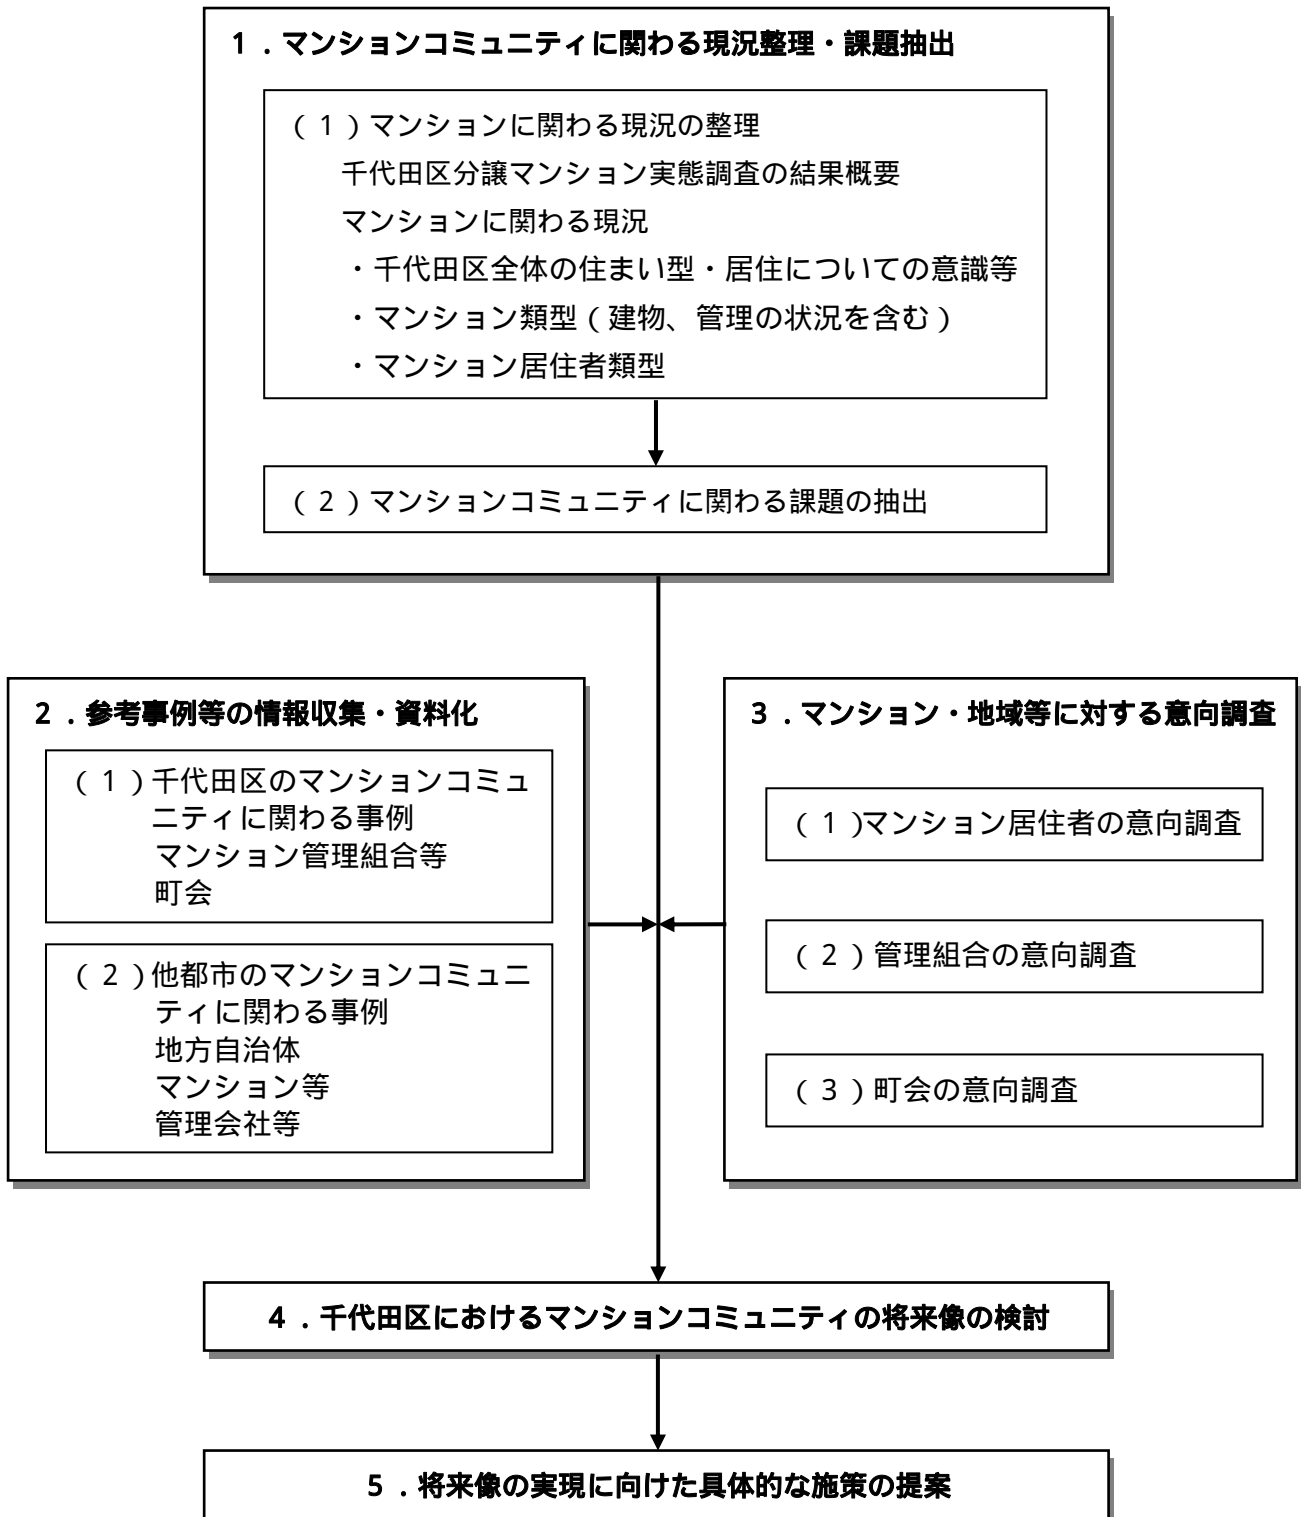 １．マンションコミュニティに関わる現況整理・課題抽出
（１）マンションに関わる現況の整理
千代田区分譲マンション実態調査の結果概要
マンションに関わる現況
・千代田区全体の住まい型・居住についての意識等
・マンション類型（建物、管理の状況を含む）
・マンション居住者類型
（２）マンションコミュニティに関わる課題の抽出
２．参考事例等の情報収集・資料化
（１）千代田区のマンションコミュ
ニティに関わる事例
マンション管理組合等
町会
（２）他都市のマンションコミュニ
ティに関わる事例
地方自治体
マンション等
管理会社等
３．マンション・地域等に対する意向調査
（１）マンション居住者の意向調査
（２）管理組合の意向調査
（３）町会の意向調査
４．千代田区におけるマンションコミュニティの将来像の検討
５．将来像の実現に向けた具体的な施策の提案